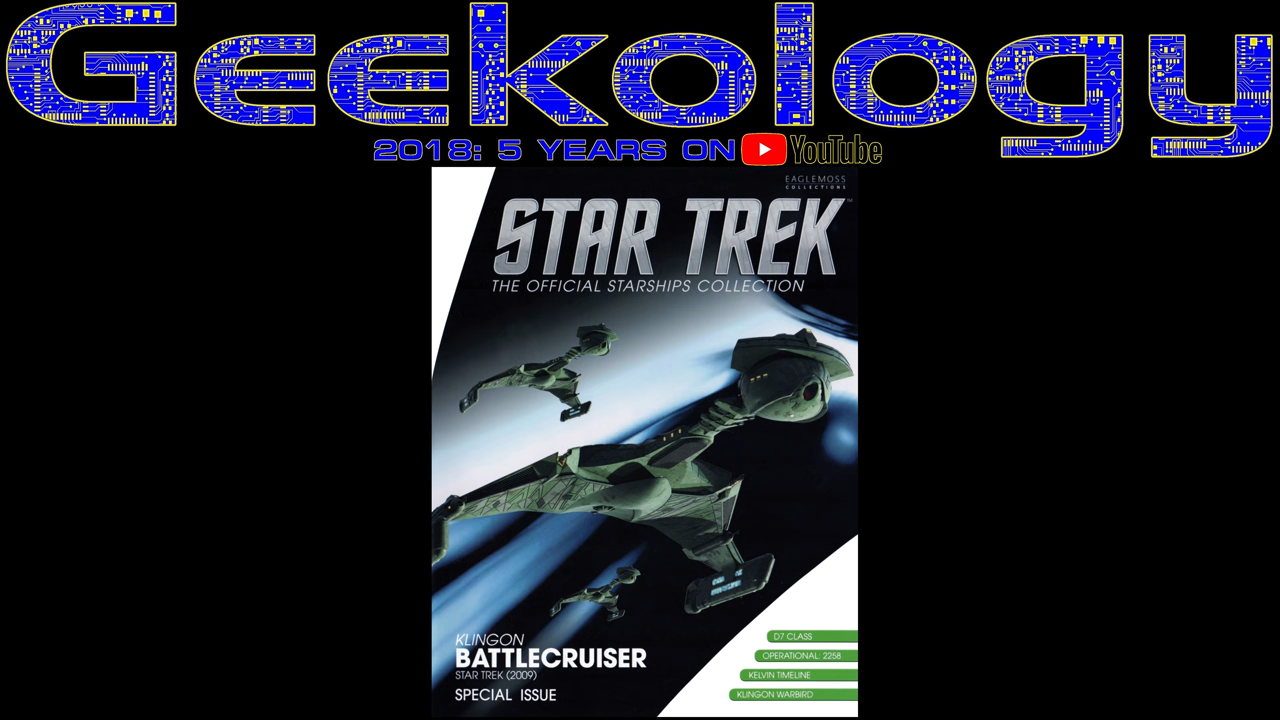 Geekology
2018: 5 YEARS ON YouTube
EAGLEMOSS
COLLECTIONS
STAR TREK™
THE OFFICIAL STARSHIPS COLLECTION
KLINGON
BATTLECRUISER
STAR TREK (2009)
SPECIAL ISSUE
D7 CLASS
OPERATIONAL: 2258
KELVIN TIMELINE
KLINGON WARBIRD